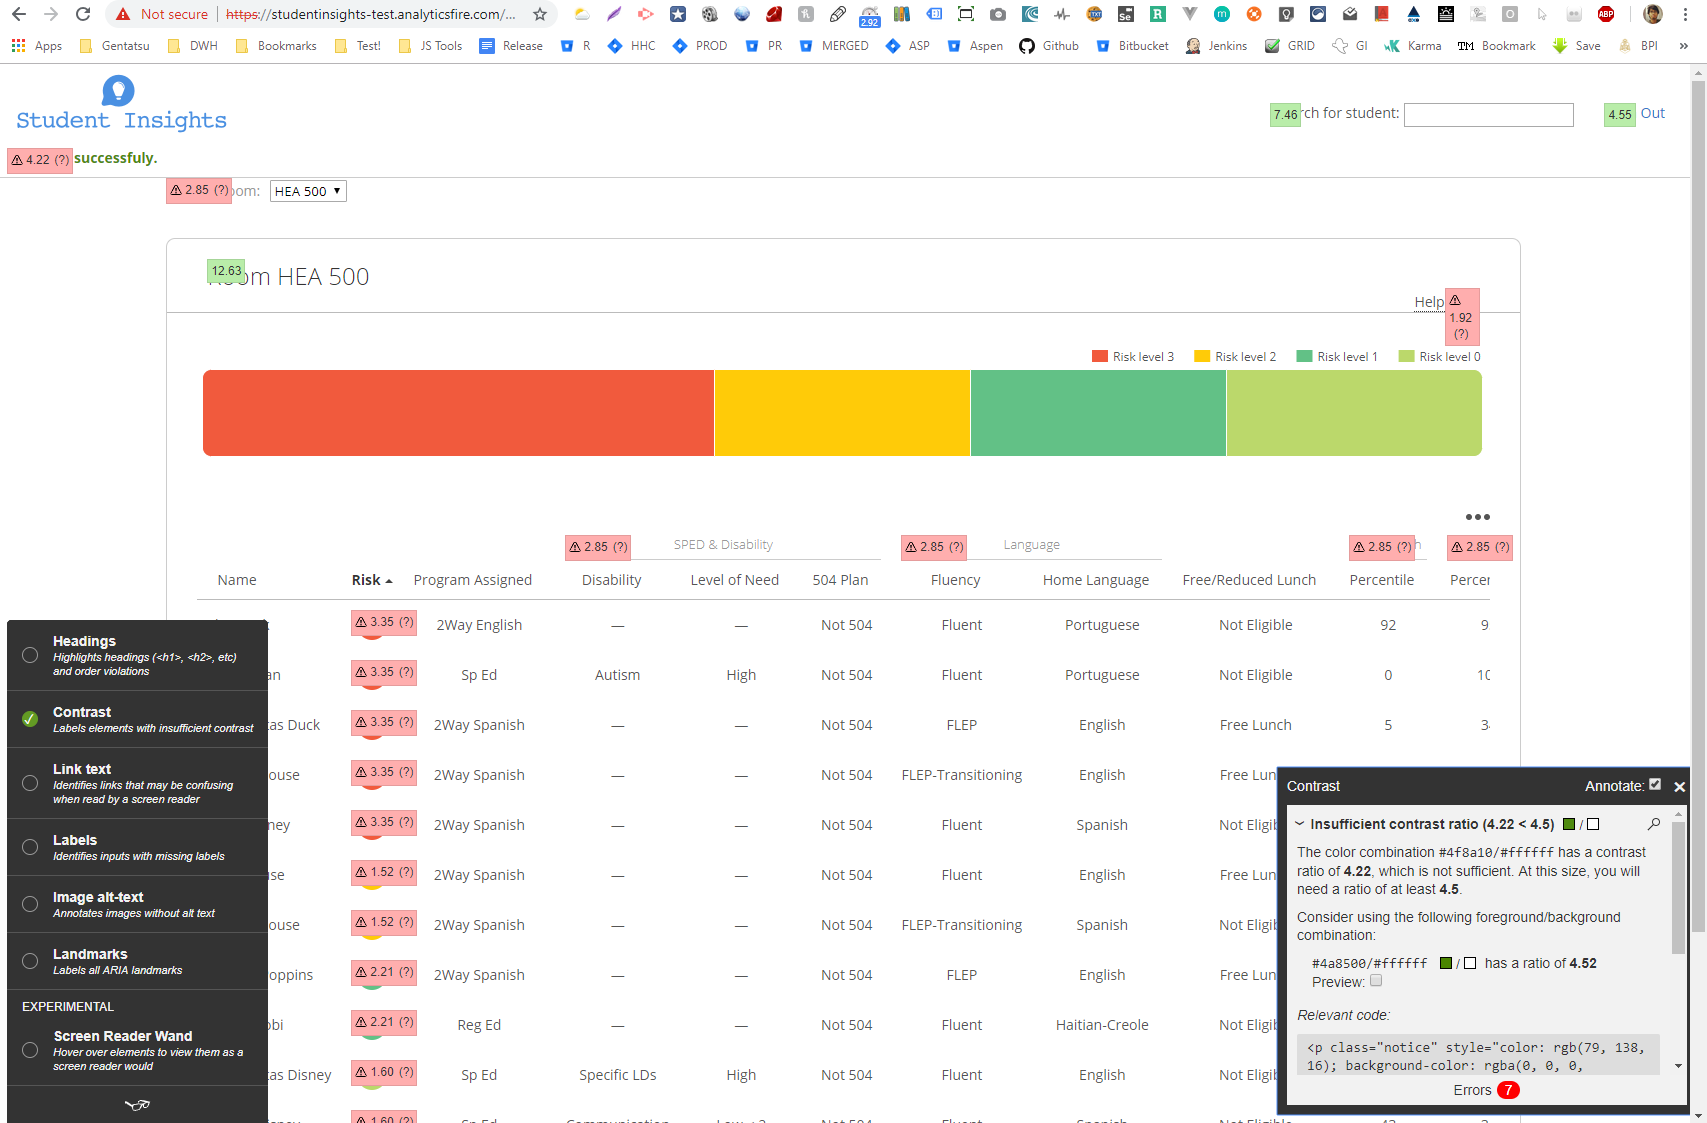 Not secure | https://studentinsights-test.analyticsfire.com/...
2.92
ABP
Apps Gentatsu DWH Bookmarks Test! JS Tools Release R HHC PROD PR MERGED ASP Aspen Github Bitbucket Jenkins GRID GI Karma TM Bookmark Save BPI »
Student Insights
7.46 rch for student: 4.55 Out
4.22 (?) successfuly.
2.85 (?) oom: HEA 500
12.63 oom HEA 500
Help 1.92 (?)
Risk level 3 Risk level 2 Risk level 1 Risk level 0
2.85 (?) SPED & Disability 2.85 (?) Language 2.85 (?) n 2.85 (?)
Name Risk Program Assigned Disability Level of Need 504 Plan Fluency Home Language Free/Reduced Lunch Percentile Percer
3.35 (?) 2Way English — — Not 504 Fluent Portuguese Not Eligible 92 9
an 3.35 (?) Sp Ed Autism High Not 504 Fluent Portuguese Not Eligible 0 10
as Duck 3.35 (?) 2Way Spanish — — Not 504 FLEP English Free Lunch 5 3
ouse 3.35 (?) 2Way Spanish — — Not 504 FLEP-Transitioning English Free Lun
ney 3.35 (?) 2Way Spanish — — Not 504 Fluent Spanish Not Eligi
se 1.52 (?) 2Way Spanish — — Not 504 Fluent English Free Lun
ouse 1.52 (?) 2Way Spanish — — Not 504 FLEP-Transitioning Spanish Not Eligi
oppins 2.21 (?) 2Way Spanish — — Not 504 FLEP English Free Lun
bi 2.21 (?) Reg Ed — — Not 504 Fluent Haitian-Creole Not Eligi
as Disney 1.60 (?) Sp Ed Specific LDs High Not 504 Fluent English Not Eligi
1.60 (?) Sp Ed Communication Low Not 504 Fluent Spanish Not Eligi
Headings
Highlights headings (<h1>, <h2>, etc)
and order violations
Contrast
Labels elements with insufficient contrast
Link text
Identifies links that may be confusing
when read by a screen reader
Labels
Identifies inputs with missing labels
Image alt-text
Annotates images without alt text
Landmarks
Labels all ARIA landmarks
EXPERIMENTAL
Screen Reader Wand
Hover over elements to view them as a
screen reader would
Contrast Annotate:
Insufficient contrast ratio (4.22 < 4.5) /
The color combination #4f8a10/#ffffff has a contrast
ratio of 4.22, which is not sufficient. At this size, you will
need a ratio of at least 4.5.
Consider using the following foreground/background
combination:
#4a8500/#ffffff / has a ratio of 4.52
Preview:
Relevant code:
<p class="notice" style="color: rgb(79, 138,
16); background-color: rgba(0, 0, 0,
Errors 7